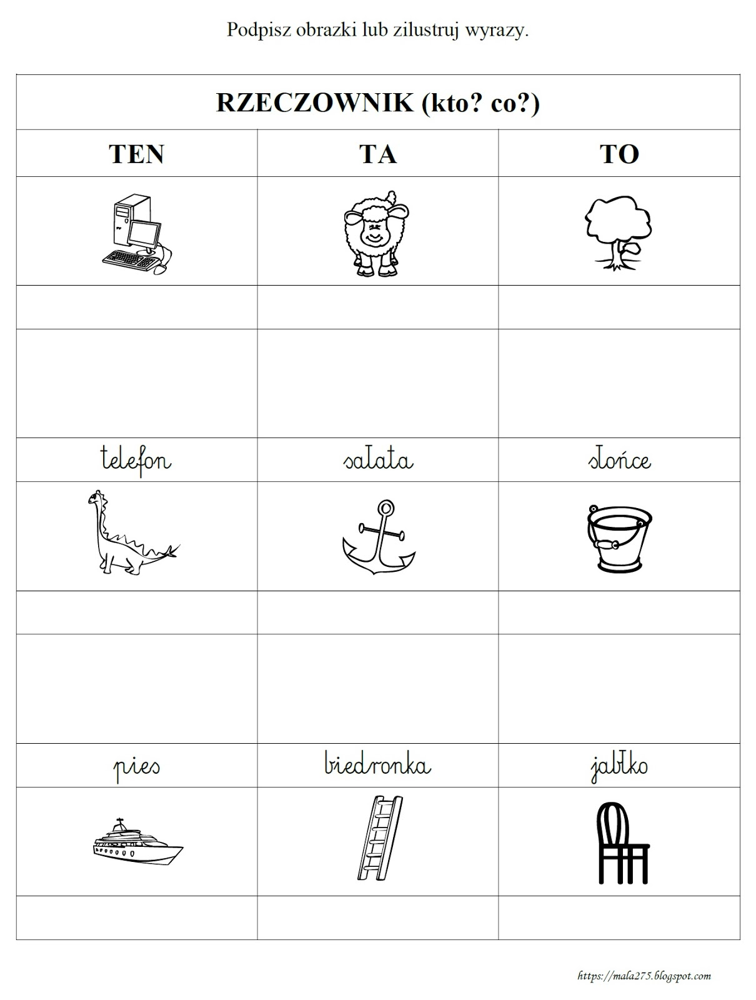 Podpisz obrazki lub zilustruj wyrazy.
RZECZOWNIK (kto? co?)
TEN TA TO
telefon sałata słońce
pies biedronka jabłko
https://mala275.blogspot.com